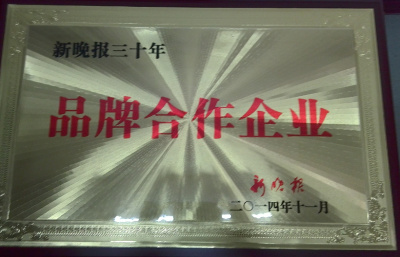 新晚报三十年
品牌合作企业
新晚报
二〇一四年十一月